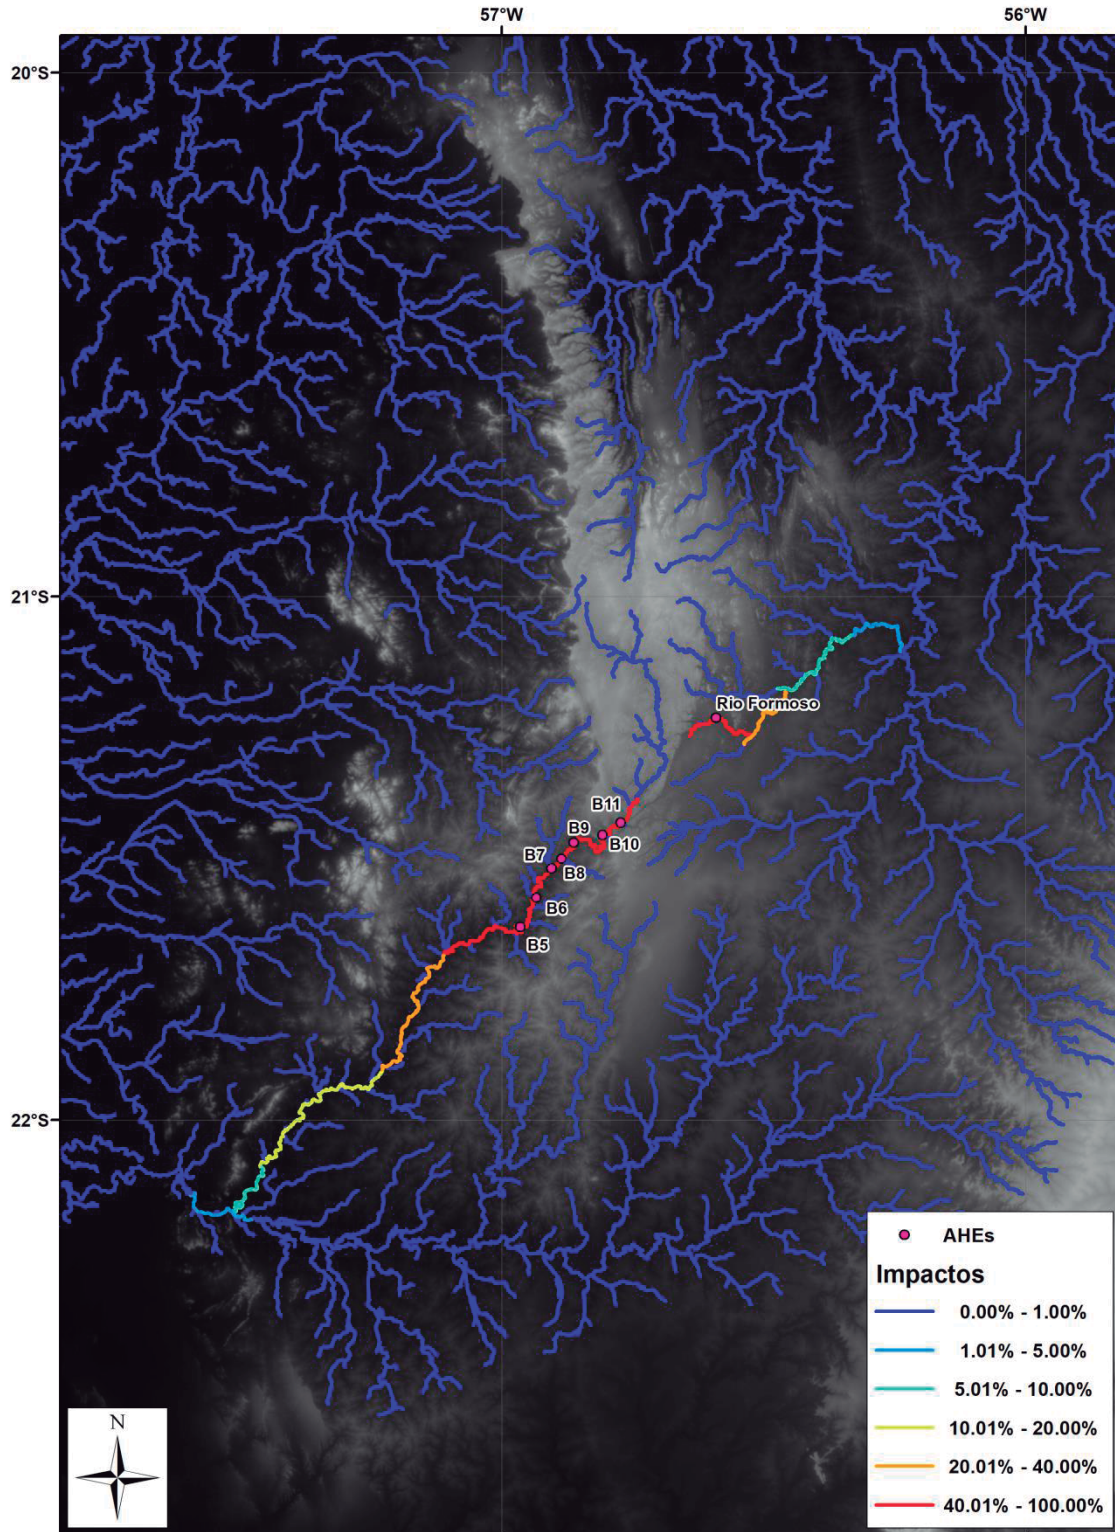 57°W
56°W
20°S
21°S
Rio Formoso
B11
B9
B10
B7
B8
B6
B5
22°S
AHEs
Impactos
0.00% - 1.00%
1.01% - 5.00%
5.01% - 10.00%
10.01% - 20.00%
20.01% - 40.00%
40.01% - 100.00%
N